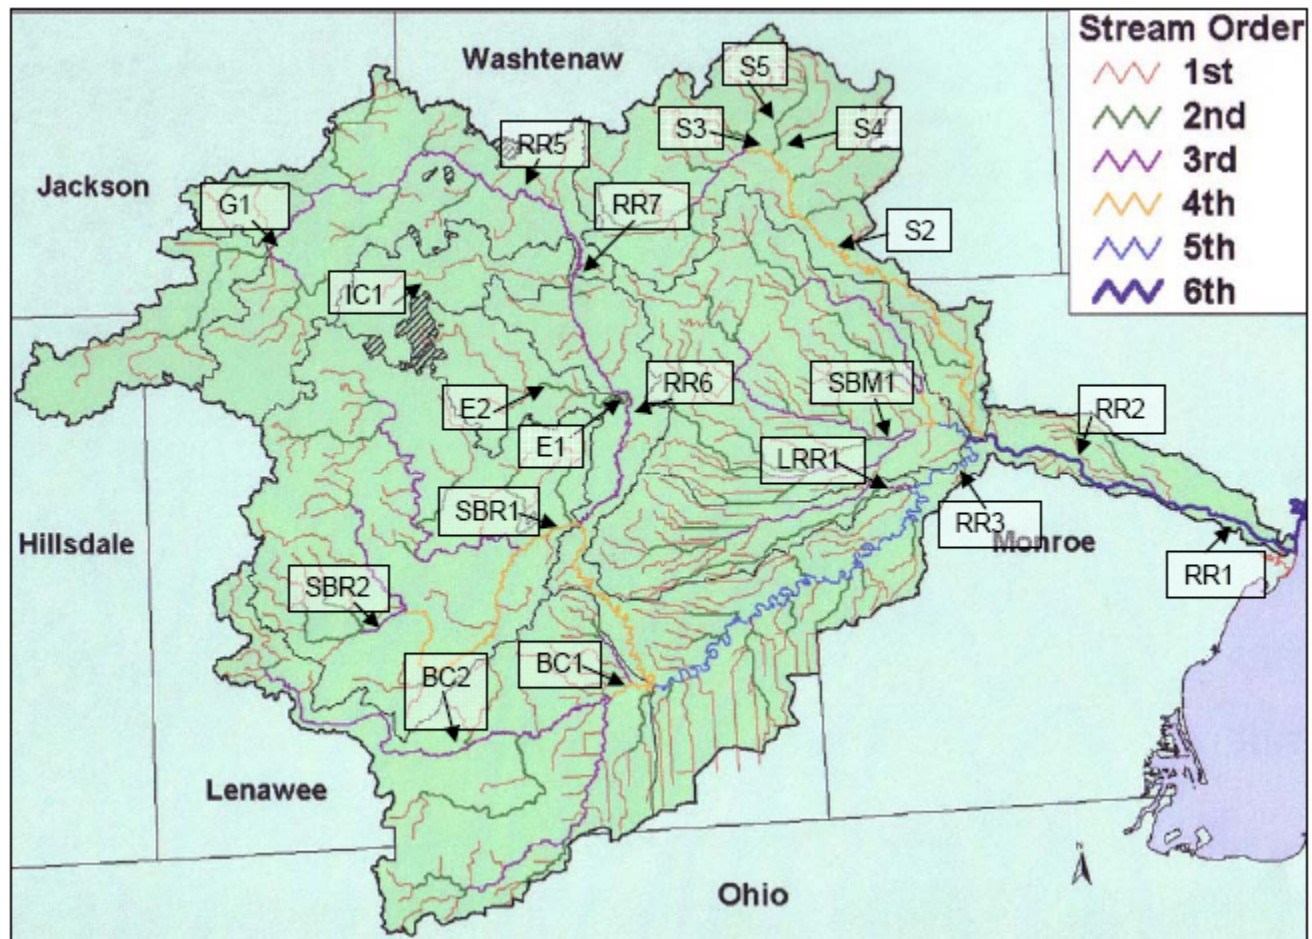 Stream Order
1st
2nd
3rd
4th
5th
6th
Washtenaw
S5
S3
S4
RR5
Jackson
G1
RR7
S2
IC1
RR6
SBM1
E2
RR2
E1
LRR1
SBR1
RR3
Monroe
Hillsdale
RR1
SBR2
BC1
BC2
Lenawee
N
Ohio